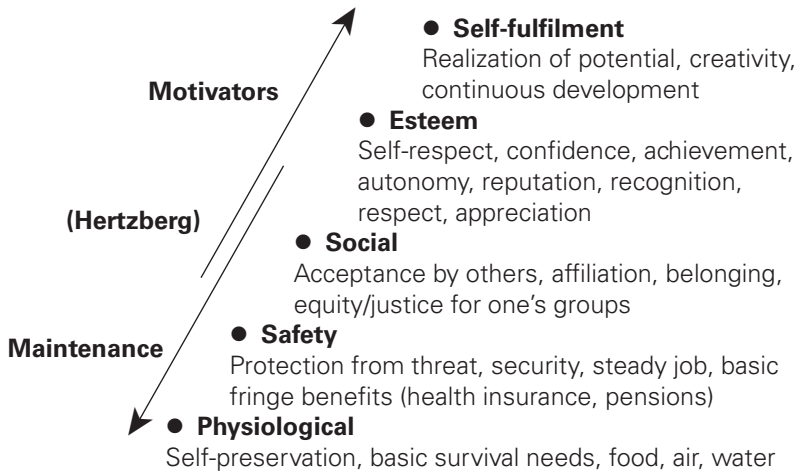 ● Self-fulfilment
Realization of potential, creativity,
continuous development
Motivators
● Esteem
Self-respect, confidence, achievement,
autonomy, reputation, recognition,
respect, appreciation
(Hertzberg)
● Social
Acceptance by others, affiliation, belonging,
equity/justice for one's groups
● Safety
Maintenance
Protection from threat, security, steady job, basic
fringe benefits (health insurance, pensions)
● Physiological
Self-preservation, basic survival needs, food, air, water